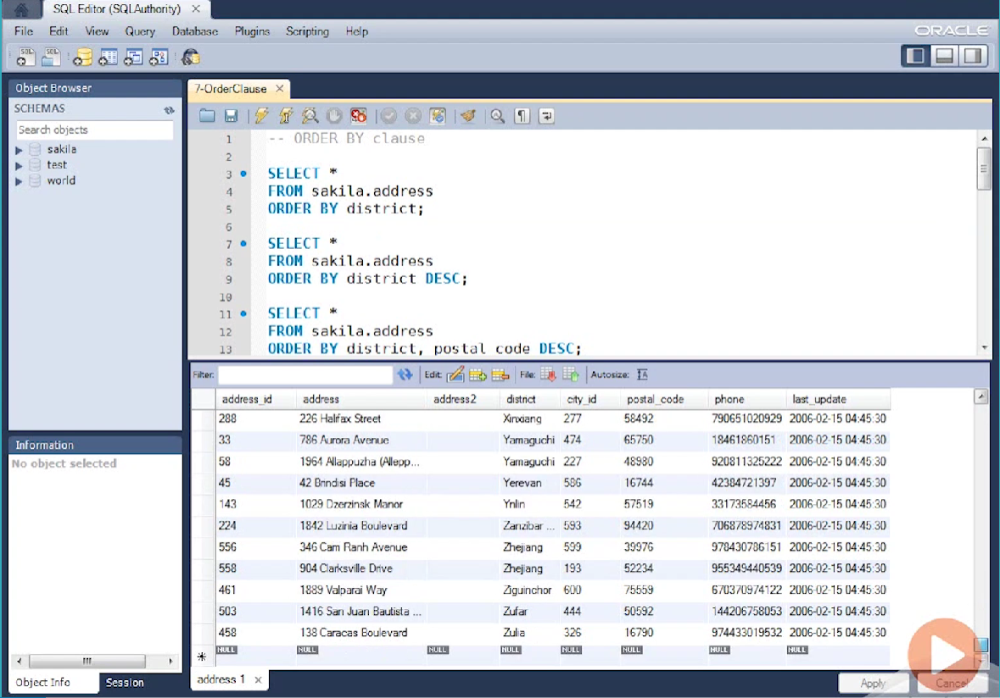 SQL Editor (SQLAuthority)
File Edit View Query Database Plugins Scripting Help
ORACLE
SQL SQL
Object Browser
SCHEMAS
Search objects
sakila
test
world
Information
No object selected
Object Info Session
7-OrderClause
1 -- ORDER BY clause
2
3 SELECT *
4 FROM sakila.address
5 ORDER BY district;
6
7 SELECT *
8 FROM sakila.address
9 ORDER BY district DESC;
10
11 SELECT *
12 FROM sakila.address
13 ORDER BY district, postal_code DESC;
Filter: Edit: File: Autosize:
address_id address address2 district city_id postal_code phone last_update
288 226 Halifax Street Xinxiang 277 58492 790651020929 2006-02-15 04:45:30
33 786 Aurora Avenue Yamaguchi 474 65750 18461860151 2006-02-15 04:45:30
58 1964 Allappuzha (Allepp... Yamaguchi 227 48980 920811325222 2006-02-15 04:45:30
45 42 Brindisi Place Yerevan 586 16744 42384721397 2006-02-15 04:45:30
143 1029 Dzerzinsk Manor Ynlin 542 57519 33173584456 2006-02-15 04:45:30
224 1842 Luzinia Boulevard Zanzibar ... 593 94420 706878974831 2006-02-15 04:45:30
556 346 Cam Ranh Avenue Zhejiang 599 39976 978430786151 2006-02-15 04:45:30
558 904 Clarksville Drive Zhejiang 193 52234 955349440539 2006-02-15 04:45:30
461 1889 Valparai Way Ziguinchor 600 75559 670370974122 2006-02-15 04:45:30
503 1416 San Juan Bautista ... Zufar 444 50592 144206758053 2006-02-15 04:45:30
458 138 Caracas Boulevard Zulia 326 16790 974433019532 2006-02-15 04:45:30
NULL NULL NULL NULL NULL NULL NULL NULL
address 1
Apply Cancel